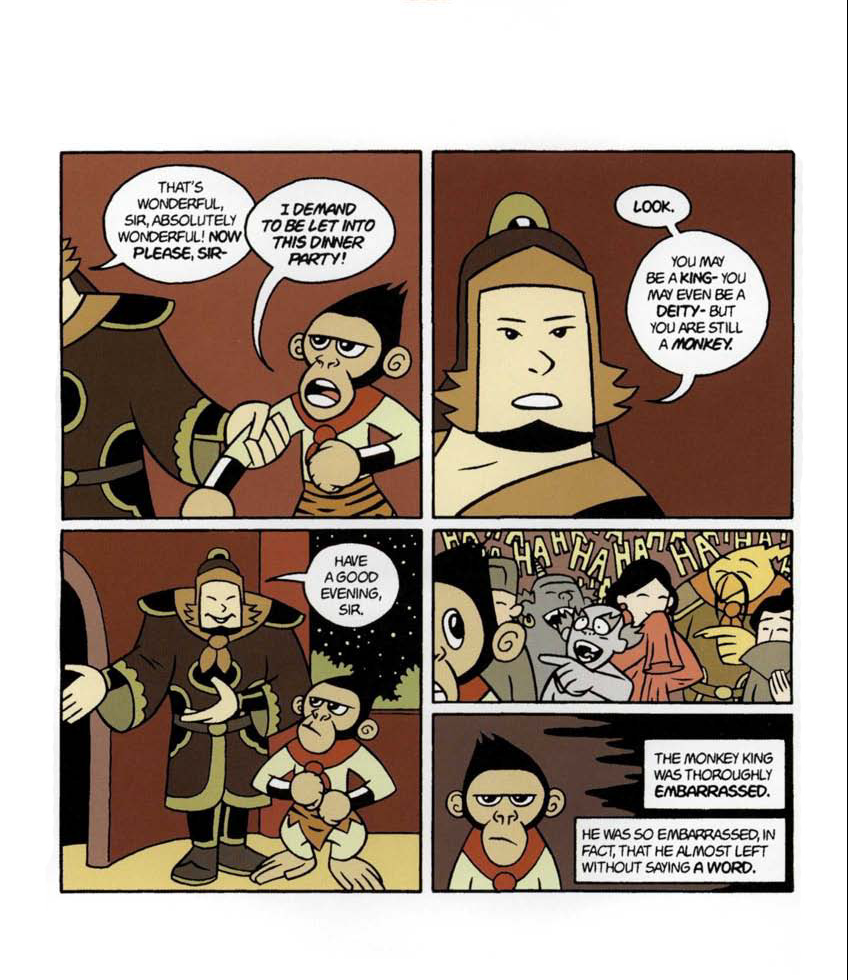 THAT'S
WONDERFUL,
SIR, ABSOLUTELY
WONDERFUL! NOW
PLEASE, SIR-
I DEMAND
TO BE LET INTO
THIS DINNER
PARTY!
LOOK.
YOU MAY
BE A KING- YOU
MAY EVEN BE A
DEITY- BUT
YOU ARE STILL
A MONKEY.
HAVE
A GOOD
EVENING,
SIR.
HA HA HA HA HA HA HA HA
THE MONKEY KING
WAS THOROUGHLY
EMBARRASSED.
HE WAS SO EMBARRASSED, IN
FACT, THAT HE ALMOST LEFT
WITHOUT SAYING A WORD.